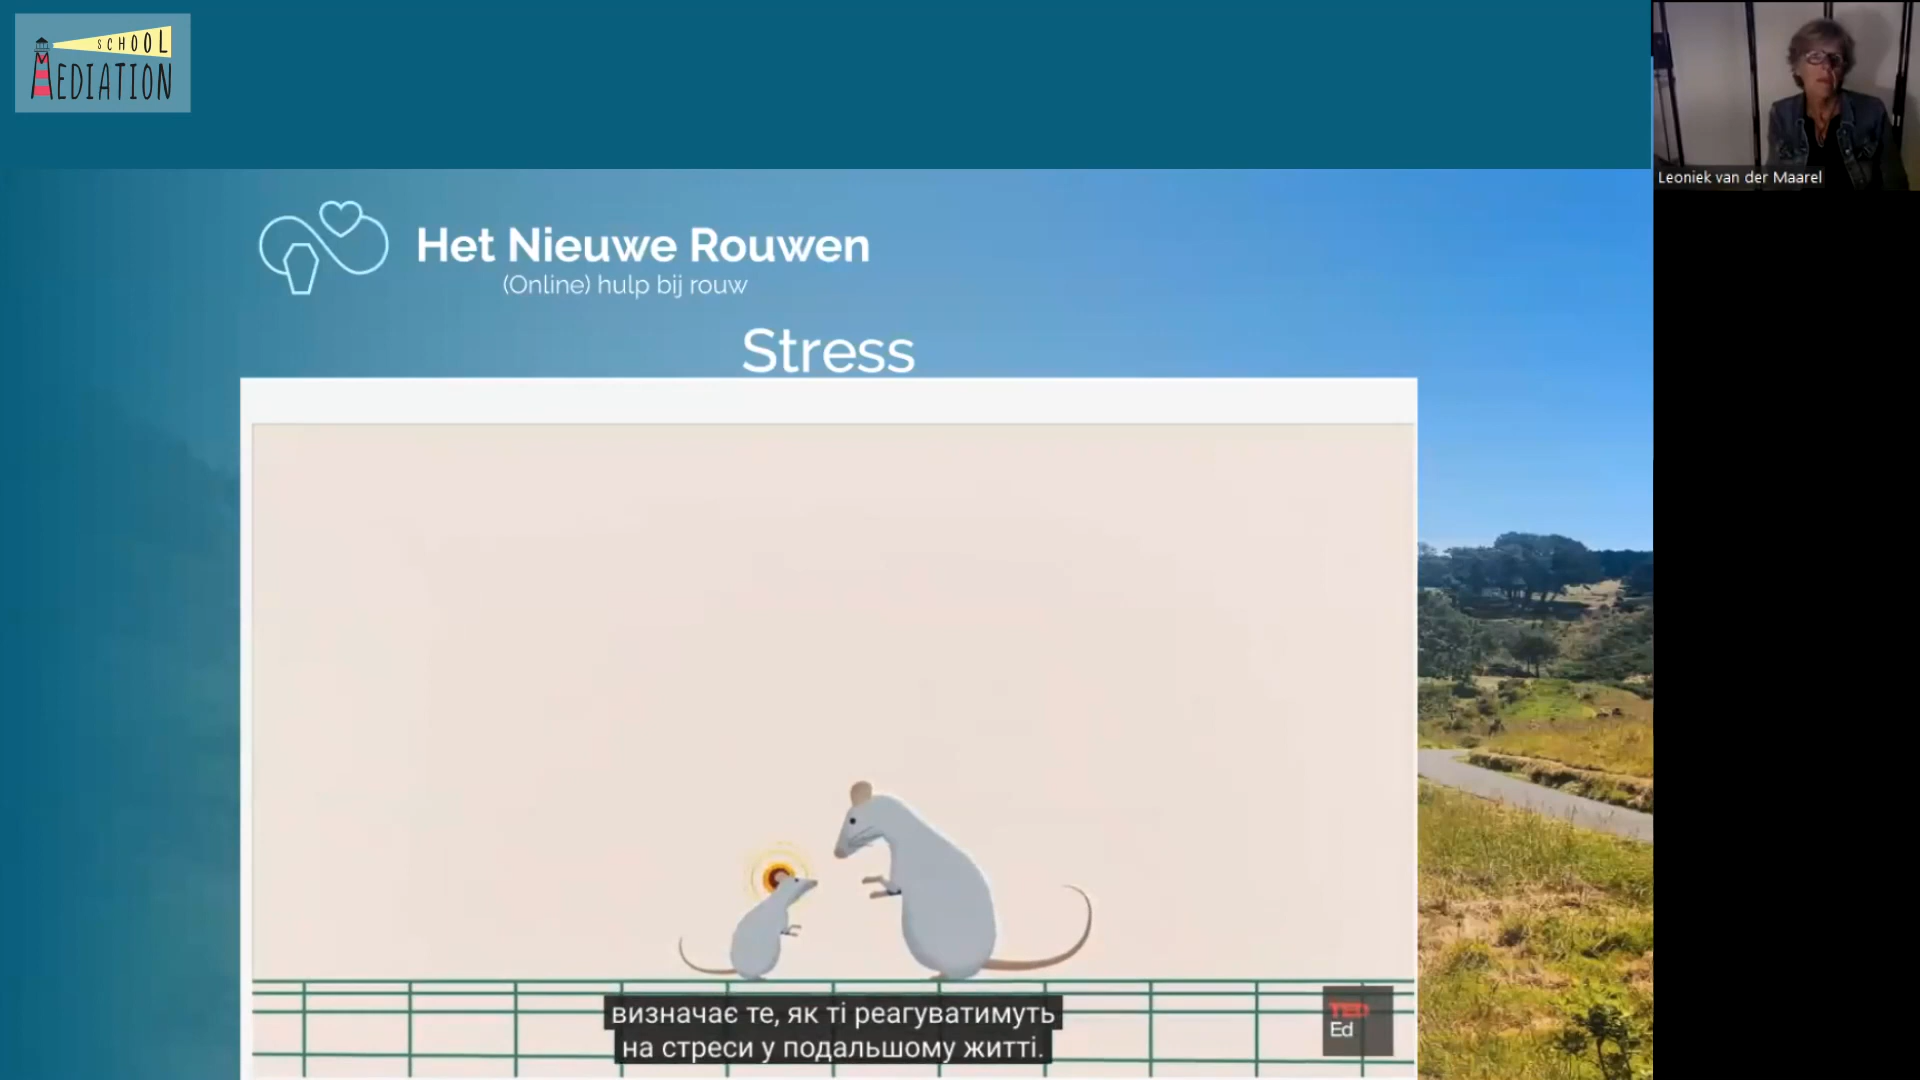 SCHOOL
MEDIATION
Leoniek van der Maarel
Het Nieuwe Rouwen
(Online) hulp bij rouw
Stress
визначає те, як ті реагуватимуть
на стреси у подальшому житті.
TED
Ed